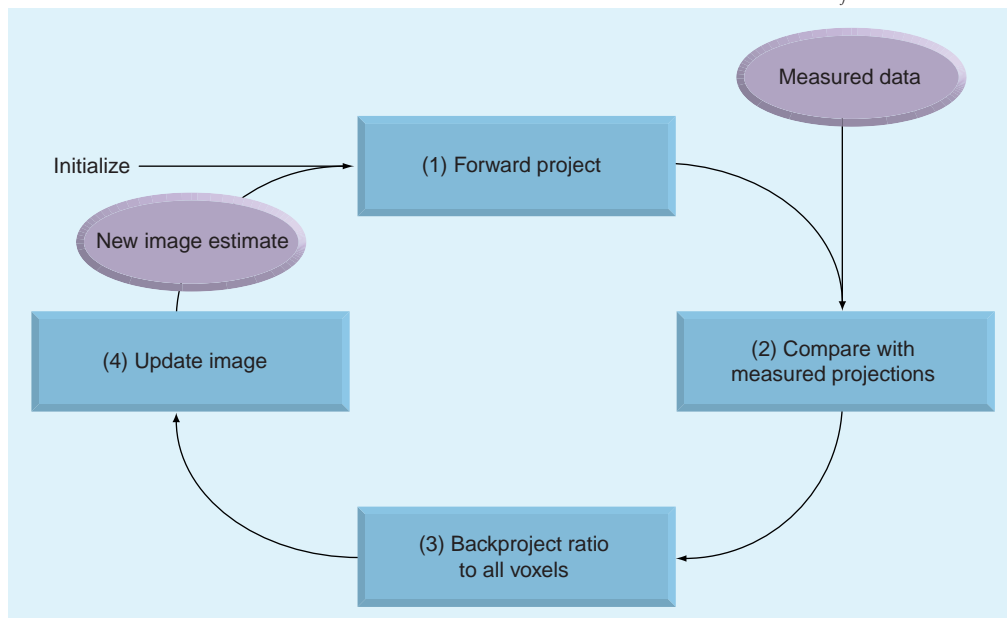 Measured data
(1) Forward project
Initialize
New image estimate
(4) Update image
(2) Compare with
measured projections
(3) Backproject ratio
to all voxels